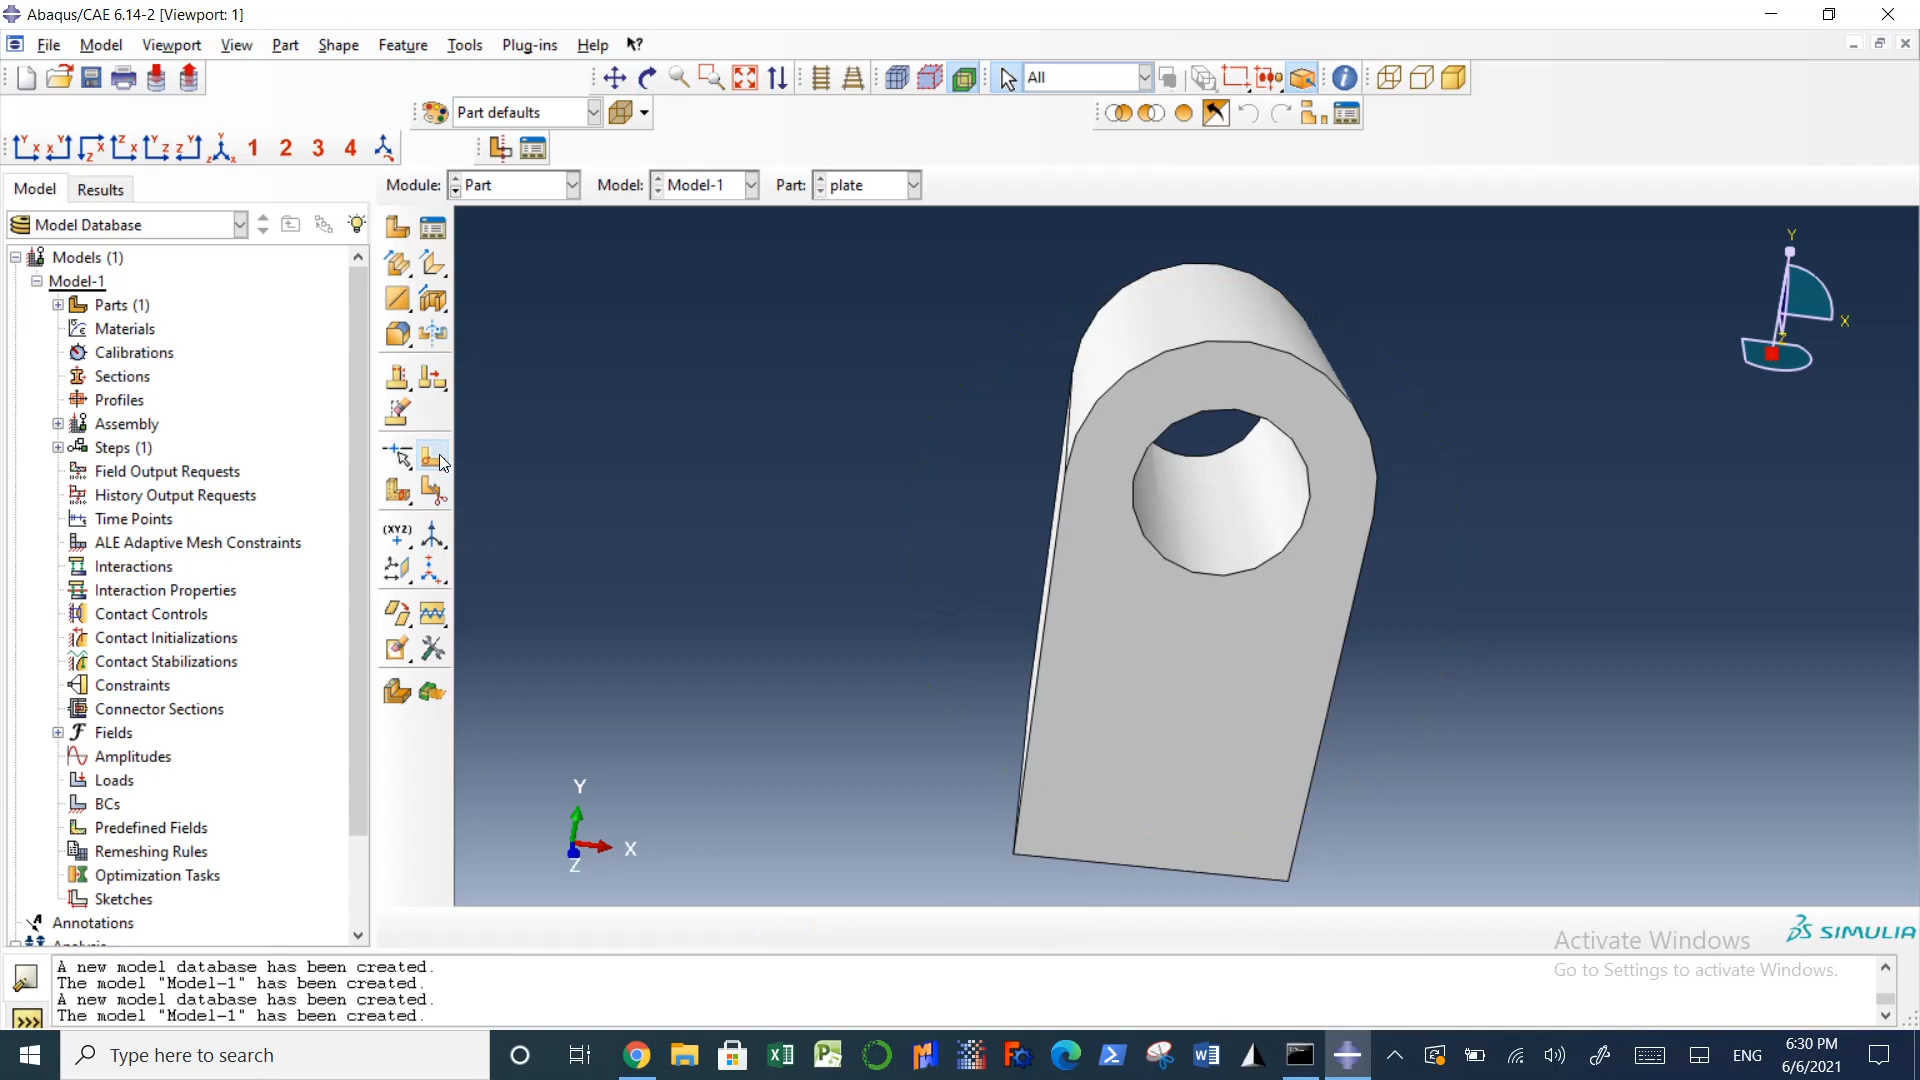 Abaqus/CAE 6.14-2 [Viewport: 1]
File Model Viewport View Part Shape Feature Tools Plug-ins Help
All
Part defaults
1 2 3 4
Model Results
Module: Part Model: Model-1 Part: plate
Model Database
Models (1)
Model-1
Parts (1)
Materials
Calibrations
Sections
Profiles
Assembly
Steps (1)
Field Output Requests
History Output Requests
Time Points
ALE Adaptive Mesh Constraints
Interactions
Interaction Properties
Contact Controls
Contact Initializations
Contact Stabilizations
Constraints
Connector Sections
Fields
Amplitudes
Loads
BCs
Predefined Fields
Remeshing Rules
Optimization Tasks
Sketches
Annotations
Analysis
(XYZ)
Y
X
Z
Y
X
Z
SIMULIA
Activate Windows
Go to Settings to activate Windows.
A new model database has been created.
The model "Model-1" has been created.
A new model database has been created.
The model "Model-1" has been created.
Type here to search
ENG
6:30 PM
6/6/2021